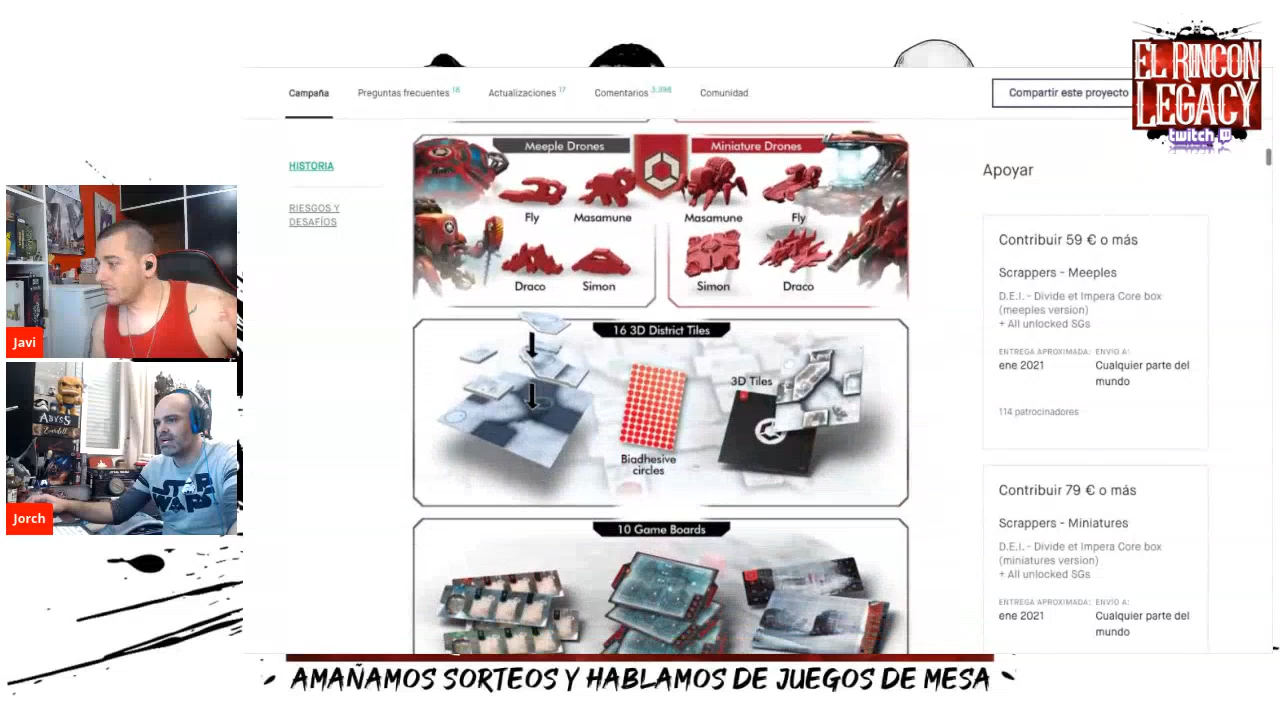 EL RINCON
LEGACY
twitch
Campaña
Preguntas frecuentes 16
Actualizaciones 17
Comentarios 3.398
Comunidad
Compartir este proyecto
HISTORIA
RIESGOS Y
DESAFÍOS
Meeple Drones
Miniature Drones
Fly
Masamune
Masamune
Fly
Draco
Simon
Simon
Draco
16 3D District Tiles
3D Tiles
Biadhesive
circles
10 Game Boards
Apoyar
Contribuir 59 € o más
Scrappers - Meeples
D.E.I. - Divide et Impera Core box
(meeples version)
+ All unlocked SGs
ENTREGA APROXIMADA:
ENVIO A:
ene 2021
Cualquier parte del
mundo
114 patrocinadores
Contribuir 79 € o más
Scrappers - Miniatures
D.E.I. - Divide et Impera Core box
(miniatures version)
+ All unlocked SGs
ENTREGA APROXIMADA:
ENVIO A:
ene 2021
Cualquier parte del
mundo
Javi
ABYSS
STAR
WARS
Jorch
AMAÑAMOS SORTEOS Y HABLAMOS DE JUEGOS DE MESA